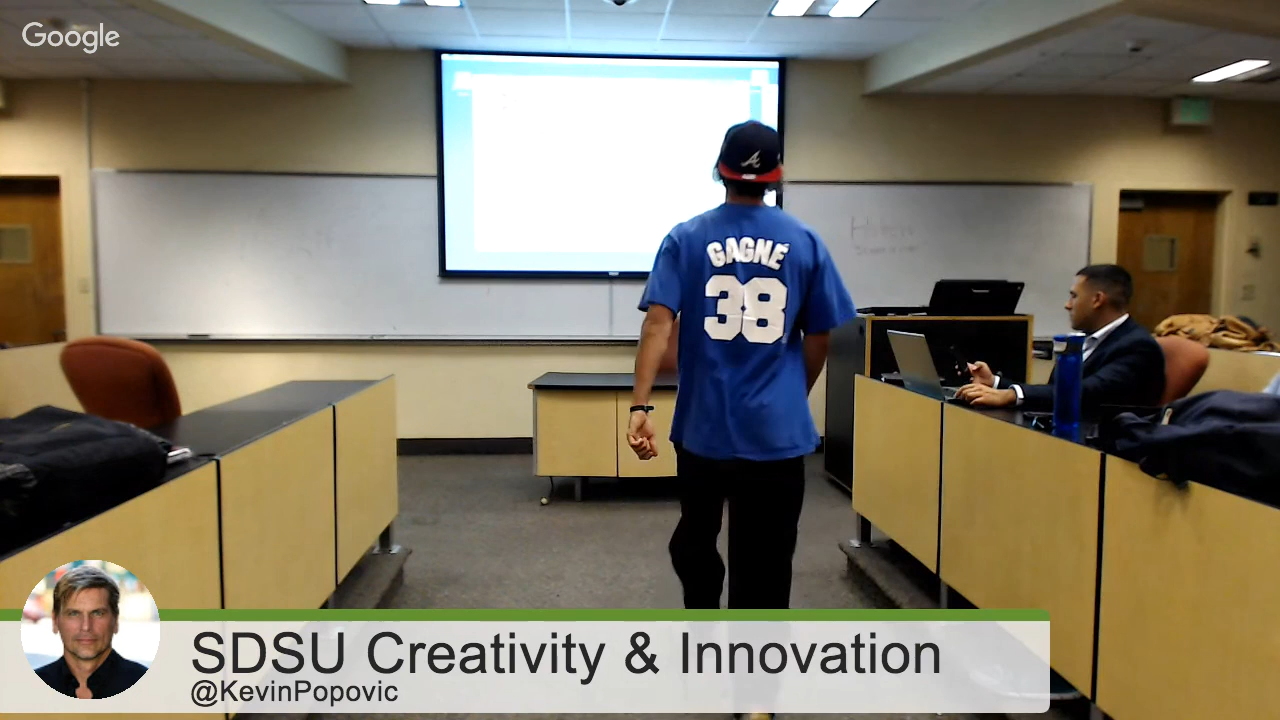 Google
A
GAGNÉ
38
SDSU Creativity & Innovation
@KevinPopovic